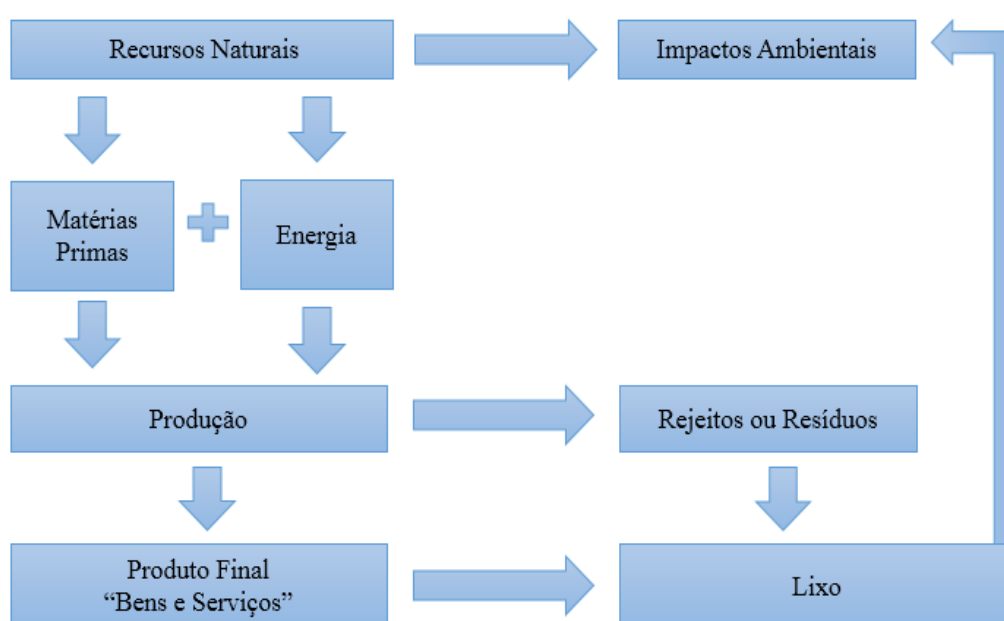 Recursos Naturais
Impactos Ambientais
Matérias
Primas
Energia
Produção
Rejeitos ou Resíduos
Produto Final
“Bens e Serviços”
Lixo